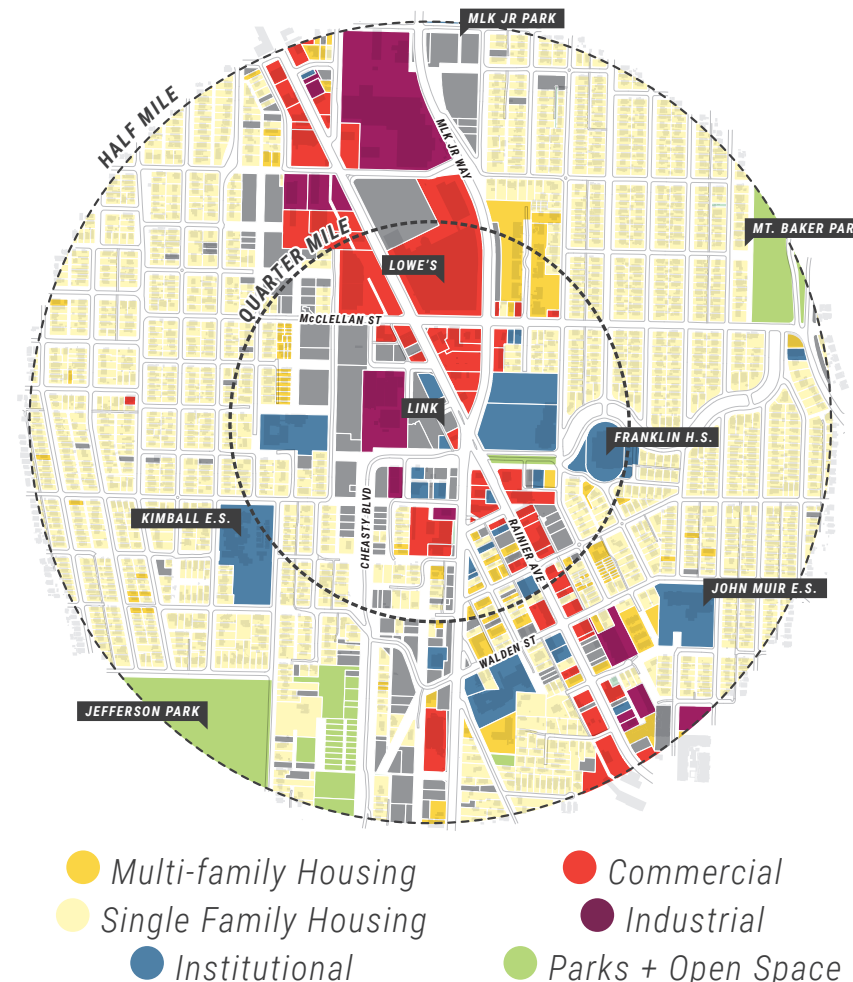 MLK JR PARK
HALF MILE
MLK JR WAY
MT. BAKER PAR
QUARTER MILE
LOWE'S
McCLELLAN ST
LINK
FRANKLIN H.S.
KIMBALL E.S.
CHEASTY BLVD
RAINIER AVE
JOHN MUIR E.S.
WALDEN ST
JEFFERSON PARK
Multi-family Housing
Commercial
Single Family Housing
Industrial
Institutional
Parks + Open Space